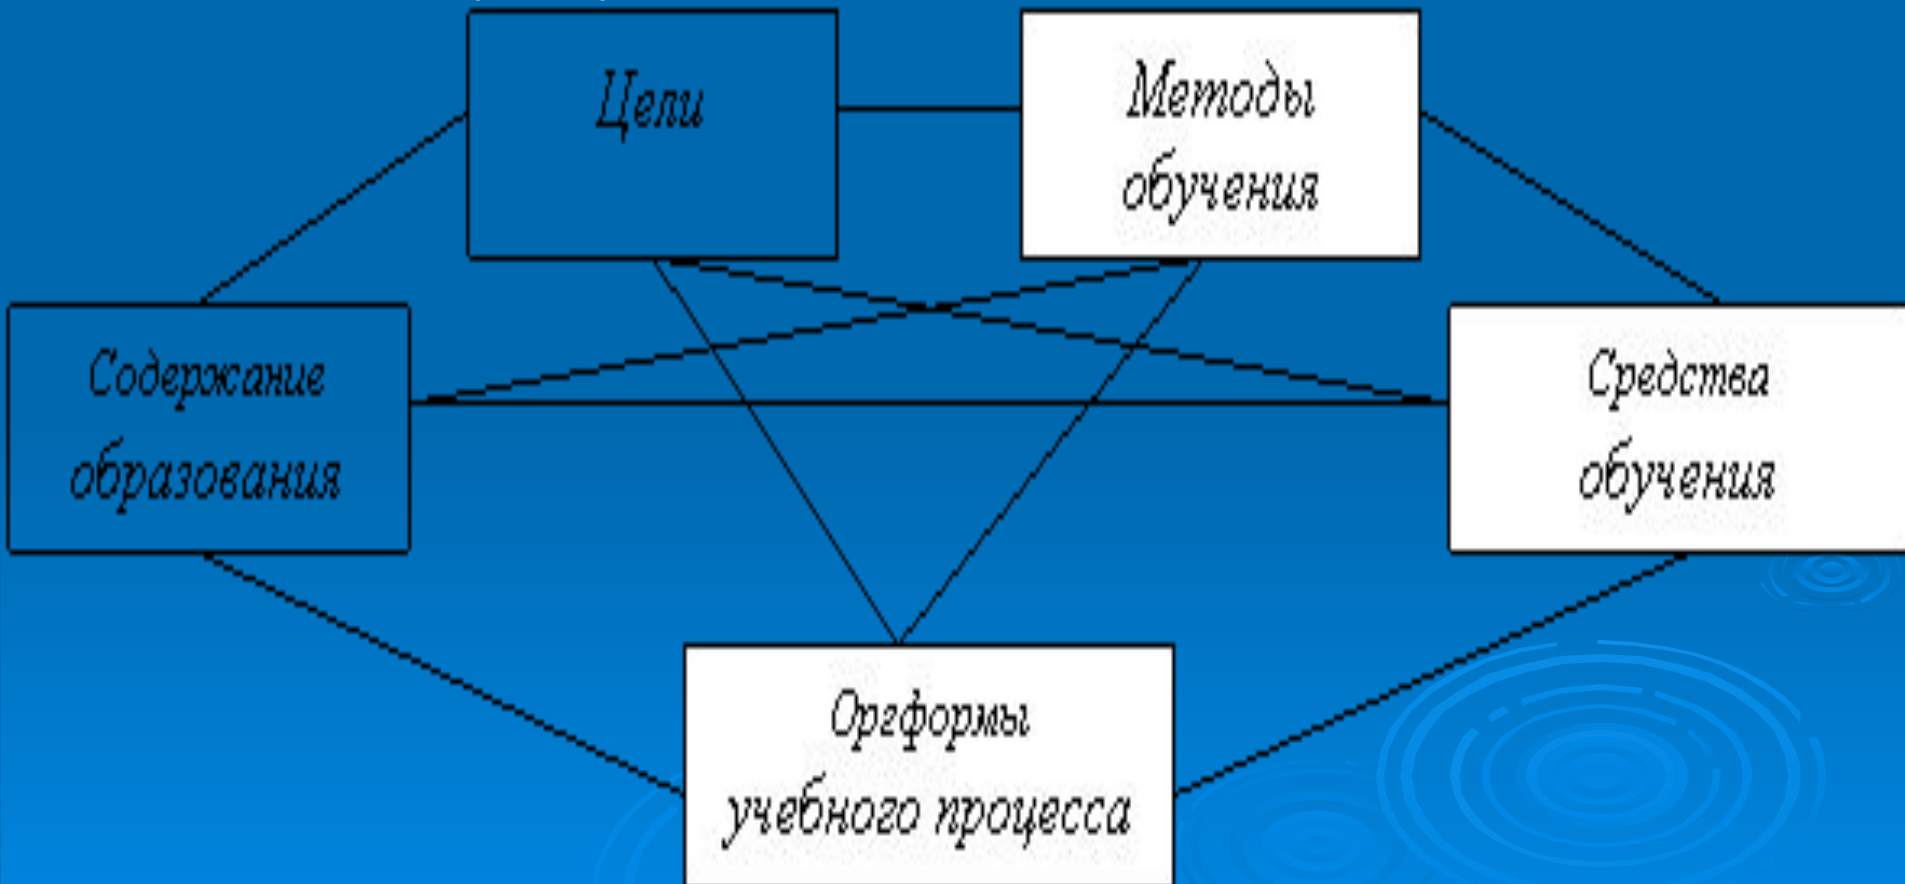 Цели
Методы
обучения
Содержание
образования
Средства
обучения
Оргформы
учебного процесса